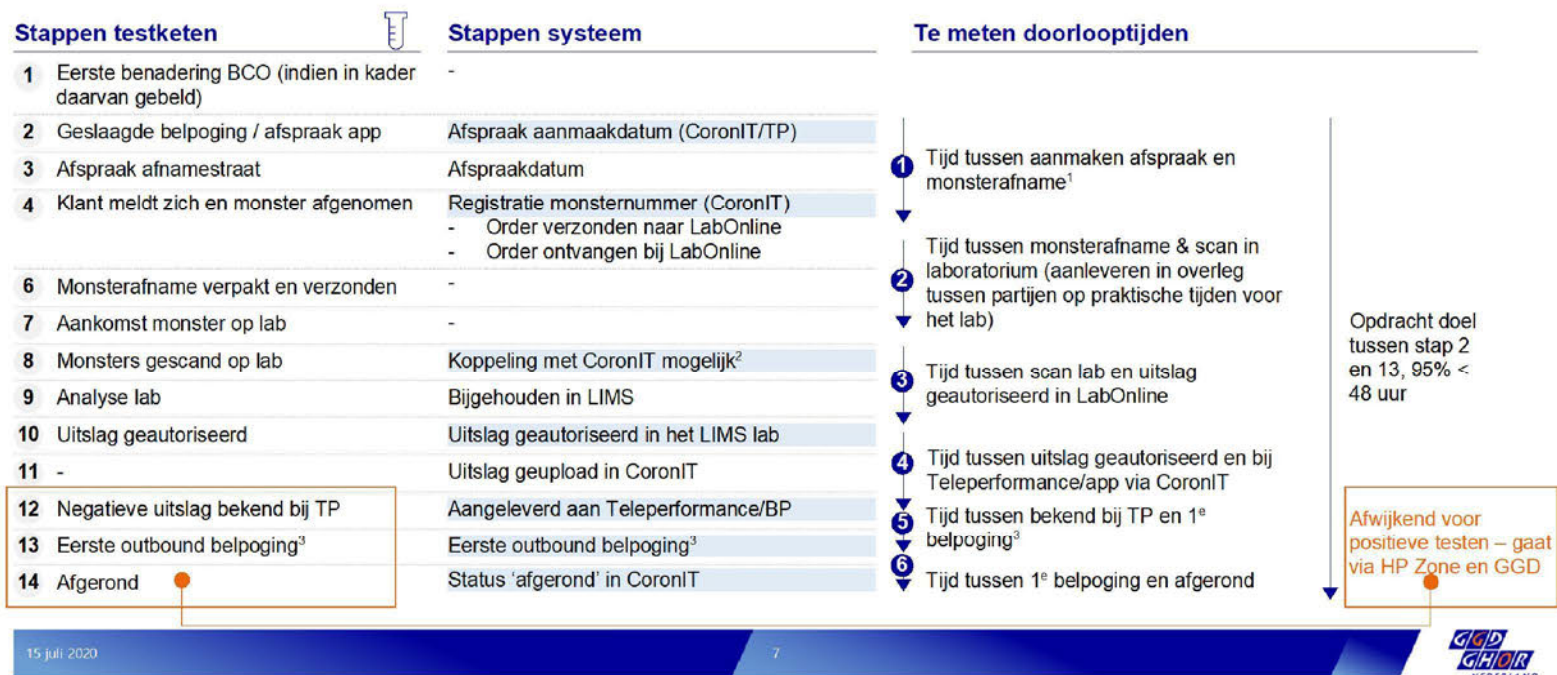 Stappen testketen
Stappen systeem
Te meten doorlooptijden
1 Eerste benadering BCO (indien in kader
daarvan gebeld)
-
2 Geslaagde belpoging / afspraak app
Afspraak aanmaakdatum (CoronIT/TP)
3 Afspraak afnamestraat
Afspraakdatum
4 Klant meldt zich en monster afgenomen
Registratie monsternummer (CoronIT)
- Order verzonden naar LabOnline
- Order ontvangen bij LabOnline
6 Monsterafname verpakt en verzonden
-
7 Aankomst monster op lab
-
8 Monsters gescand op lab
Koppeling met CoronIT mogelijk²
9 Analyse lab
Bijgehouden in LIMS
10 Uitslag geautoriseerd
Uitslag geautoriseerd in het LIMS lab
11 -
Uitslag geupload in CoronIT
12 Negatieve uitslag bekend bij TP
Aangeleverd aan Teleperformance/BP
13 Eerste outbound belpoging³
Eerste outbound belpoging³
14 Afgerond
Status 'afgerond' in CoronIT
1 Tijd tussen aanmaken afspraak en
monsterafname¹
2 Tijd tussen monsterafname & scan in
laboratorium (aanleveren in overleg
tussen partijen op praktische tijden voor
het lab)
3 Tijd tussen scan lab en uitslag
geautoriseerd in LabOnline
4 Tijd tussen uitslag geautoriseerd en bij
Teleperformance/app via CoronIT
5 Tijd tussen bekend bij TP en 1e
belpoging³
6 Tijd tussen 1e belpoging en afgerond
Opdracht doel
tussen stap 2
en 13, 95% <
48 uur
Afwijkend voor
positieve testen – gaat
via HP Zone en GGD
15 juli 2020
7
GGD
GHOR
NEDERLAND